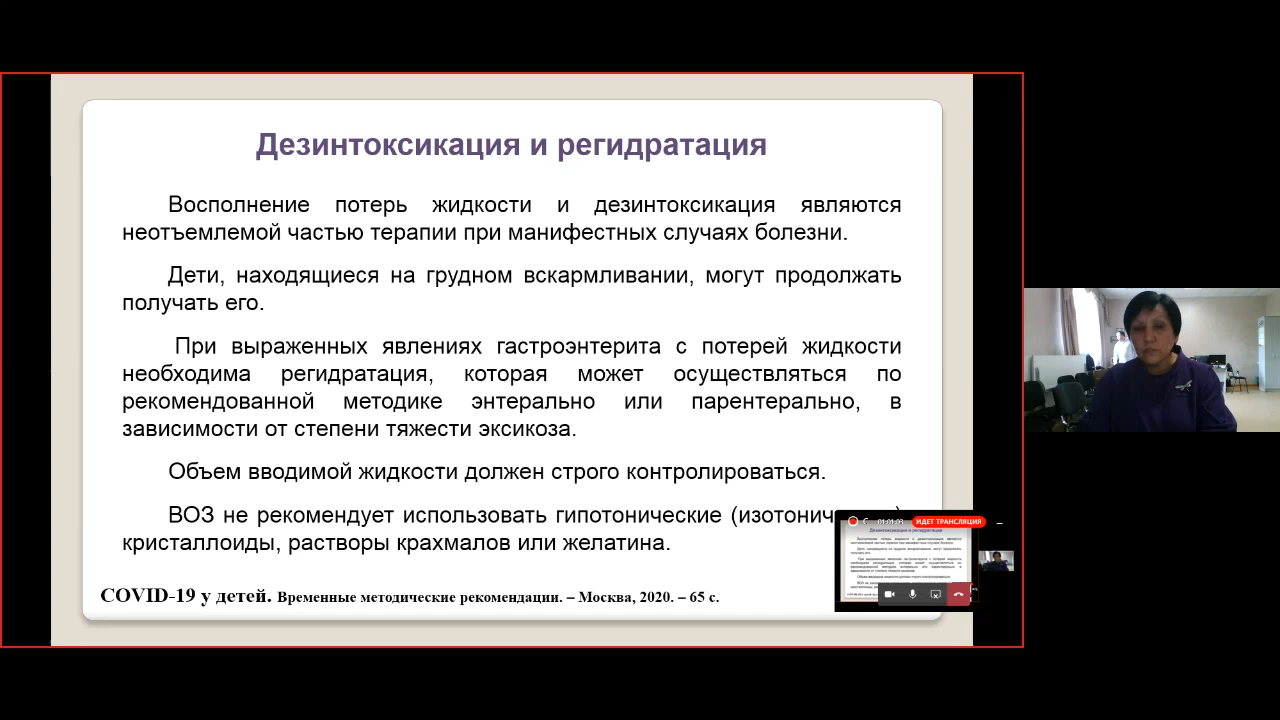 Дезинтоксикация и регидратация
Восполнение потерь жидкости и дезинтоксикация являются
неотъемлемой частью терапии при манифестных случаях болезни.
Дети, находящиеся на грудном вскармливании, могут продолжать
получать его.
При выраженных явлениях гастроэнтерита с потерей жидкости
необходима регидратация, которая может осуществляться по
рекомендованной методике энтерально или парентерально, в
зависимости от степени тяжести эксикоза.
Объем вводимой жидкости должен строго контролироваться.
ВОЗ не рекомендует использовать гипотонические
кристаллоиды, растворы крахмалов или желатина.
COVID-19 у детей. Временные методические рекомендации. – Москва, 2020. – 65 с.
01:01:03 ИДЕТ ТРАНСЛЯЦИЯ